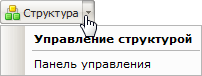 Структура
Управление структурой
Панель управления